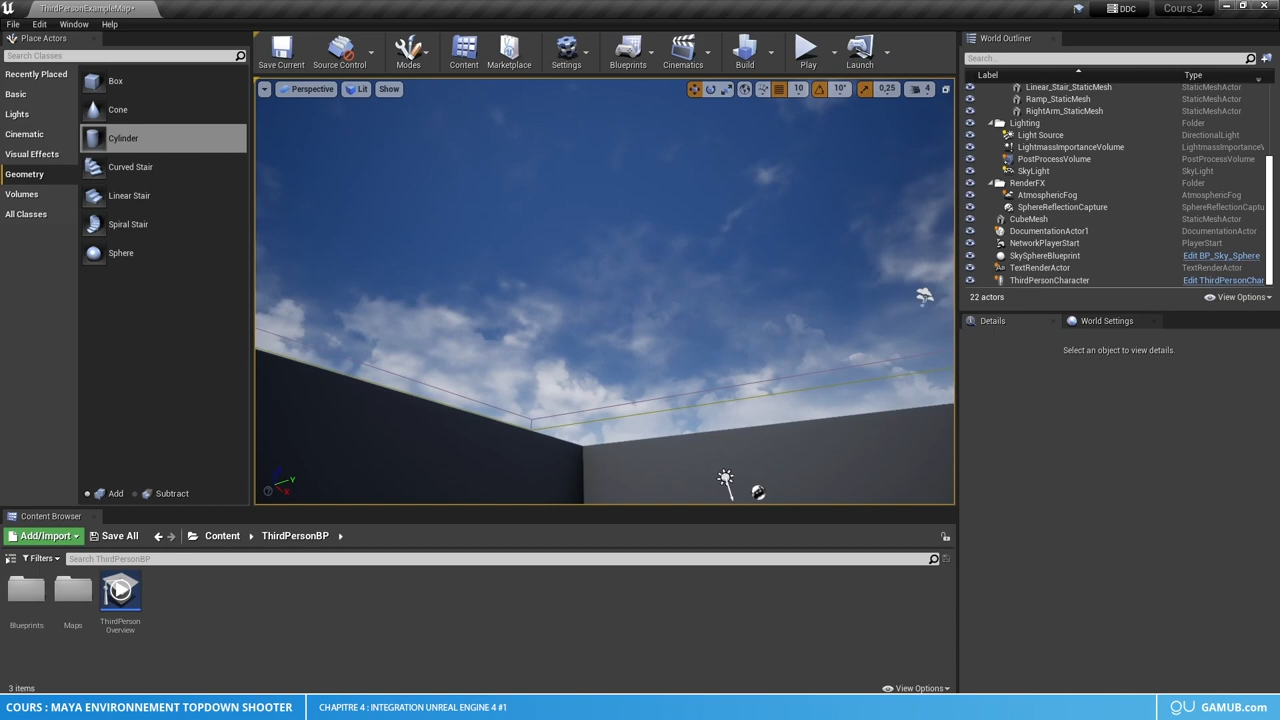 ThirdPersonExampleMap*
DDC
Cours_2
File Edit Window Help
Place Actors
Search Classes
Recently Placed
Basic
Lights
Cinematic
Visual Effects
Geometry
Volumes
All Classes
Box
Cone
Cylinder
Curved Stair
Linear Stair
Spiral Stair
Sphere
Add Subtract
Save Current Source Control Modes Content Marketplace Settings Blueprints Cinematics Build Play Launch
Perspective Lit Show 10 10° 0,25 4
Y
X
World Outliner
Search...
Label Type
Linear_Stair_StaticMesh StaticMeshActor
Ramp_StaticMesh StaticMeshActor
RightArm_StaticMesh StaticMeshActor
Lighting Folder
Light Source DirectionalLight
LightmassImportanceVolume LightmassImportanceV
PostProcessVolume PostProcessVolume
SkyLight SkyLight
RenderFX Folder
AtmosphericFog AtmosphericFog
SphereReflectionCapture SphereReflectionCaptu
CubeMesh StaticMeshActor
DocumentationActor1 DocumentationActor
NetworkPlayerStart PlayerStart
SkySphereBlueprint Edit BP_Sky_Sphere
TextRenderActor TextRenderActor
ThirdPersonCharacter Edit ThirdPersonChar
22 actors View Options
Details World Settings
Select an object to view details.
Content Browser
Add/Import Save All Content ThirdPersonBP
Filters Search ThirdPersonBP
Blueprints Maps ThirdPerson
Overview
3 items View Options
COURS : MAYA ENVIRONNEMENT TOPDOWN SHOOTER CHAPITRE 4 : INTEGRATION UNREAL ENGINE 4 #1 GAMUB.com